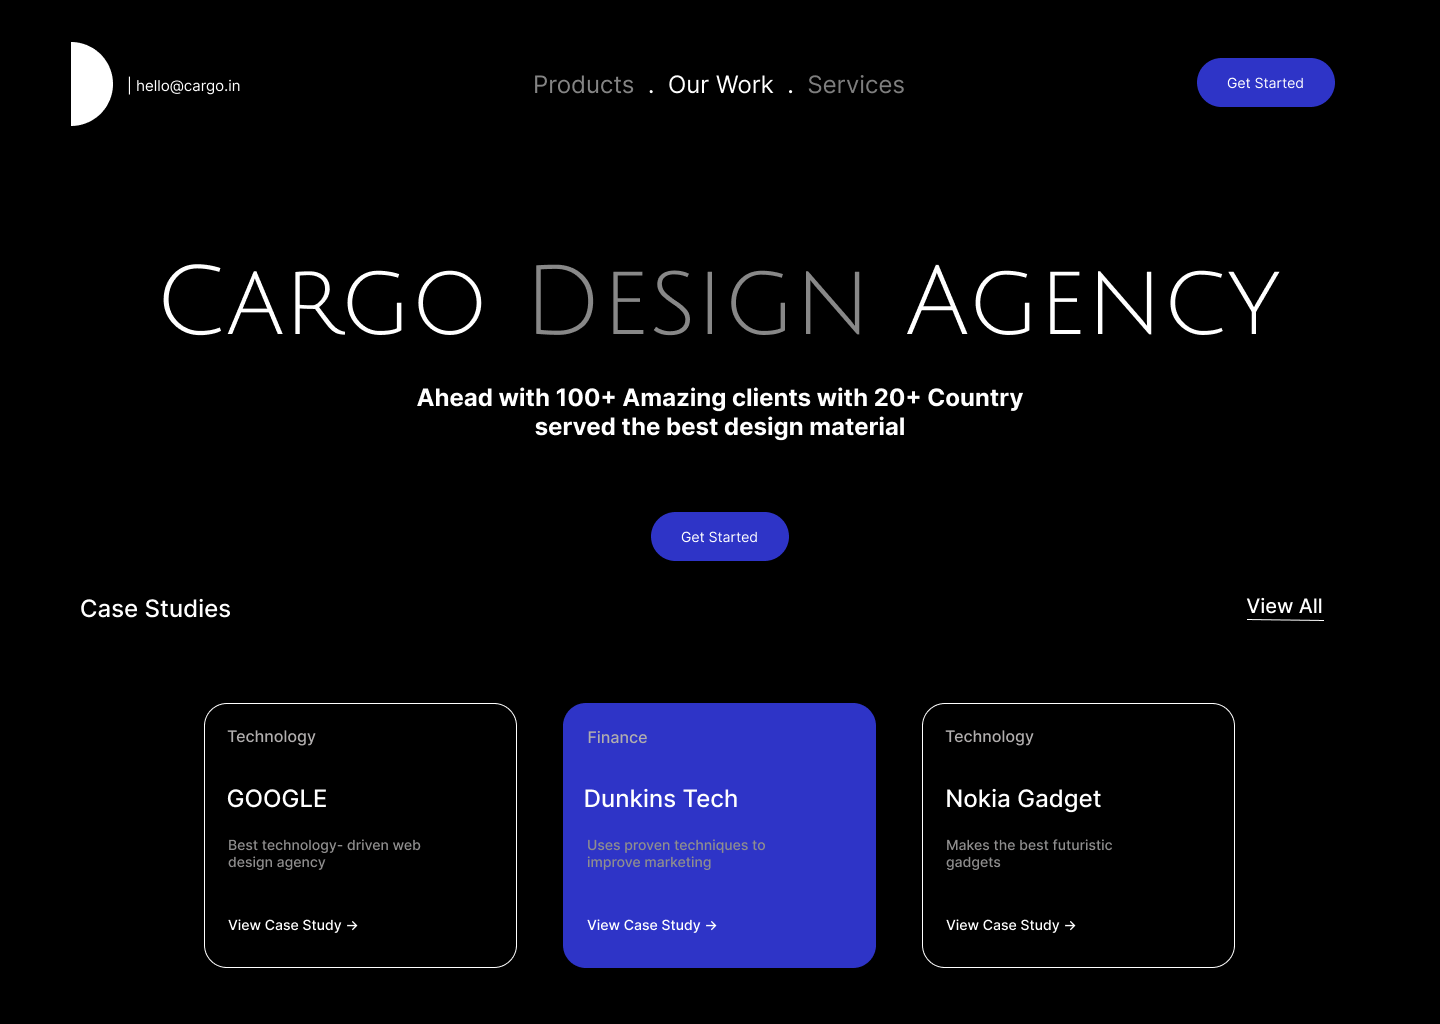 | hello@cargo.in
Products . Our Work . Services
Get Started
Cargo Design Agency
Ahead with 100+ Amazing clients with 20+ Country
served the best design material
Get Started
Case Studies
View All
Technology
GOOGLE
Best technology- driven web
design agency
View Case Study →
Finance
Dunkins Tech
Uses proven techniques to
improve marketing
View Case Study →
Technology
Nokia Gadget
Makes the best futuristic
gadgets
View Case Study →